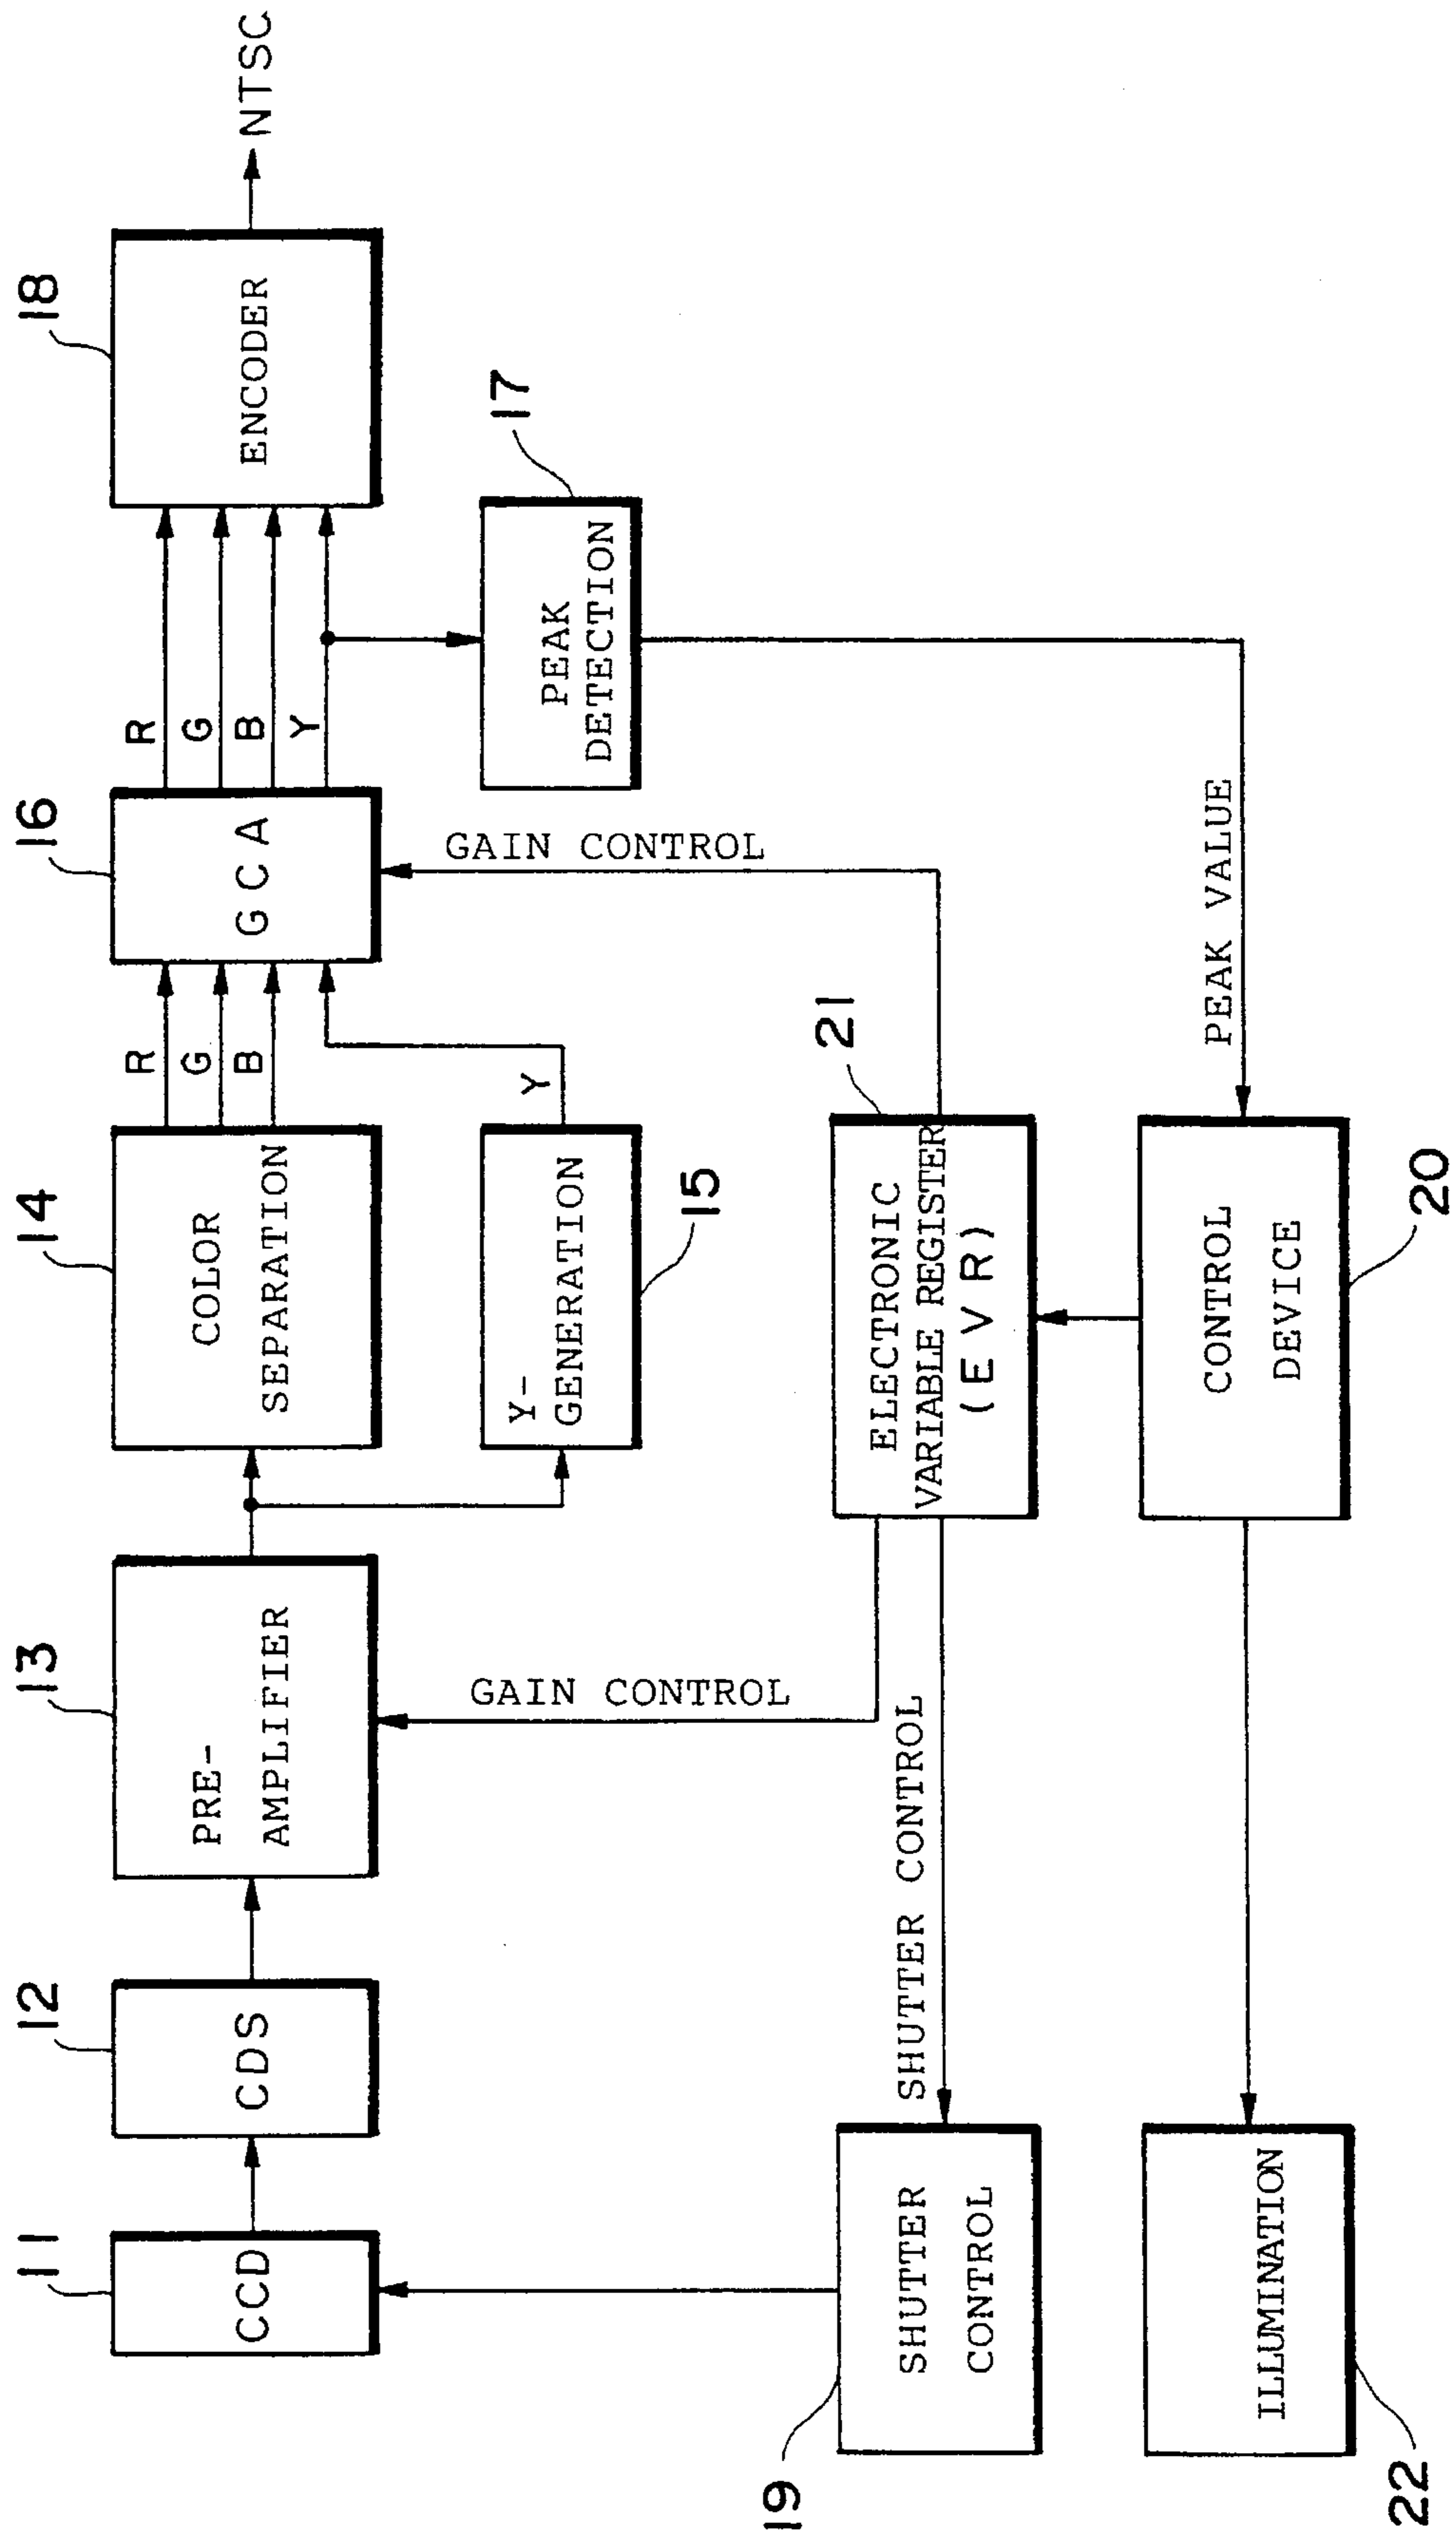 11
CCD
12
CDS
13
PRE-
AMPLIFIER
14
COLOR
SEPARATION
R
G
B
16
G C A
R
G
B
Y
18
ENCODER
NTSC
Y-
GENERATION
15
Y
17
PEAK
DETECTION
GAIN CONTROL
GAIN CONTROL
19
SHUTTER
CONTROL
SHUTTER CONTROL
21
ELECTRONIC
VARIABLE REGISTER
(E V R)
PEAK VALUE
22
ILLUMINATION
CONTROL
DEVICE
20